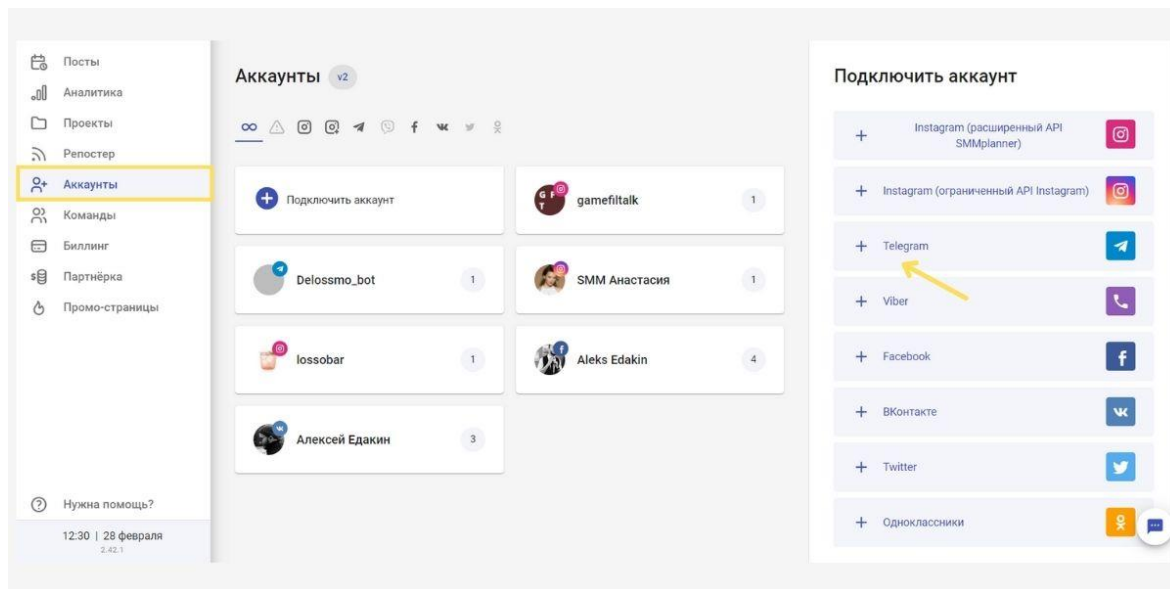 Посты
Аналитика
Проекты
Репостер
Аккаунты
Команды
Биллинг
Партнёрка
Промо-страницы
Нужна помощь?
12:30 | 28 февраля
2.42.1
Аккаунты v2
Подключить аккаунт
gamefiltalk 1
Delossmo_bot 1
SMM Анастасия 1
lossobar 1
Aleks Edakin 4
Алексей Едакин 3
Подключить аккаунт
Instagram (расширенный API
SMMplanner)
Instagram (ограниченный API Instagram)
Telegram
Viber
Facebook
ВКонтакте
Twitter
Одноклассники